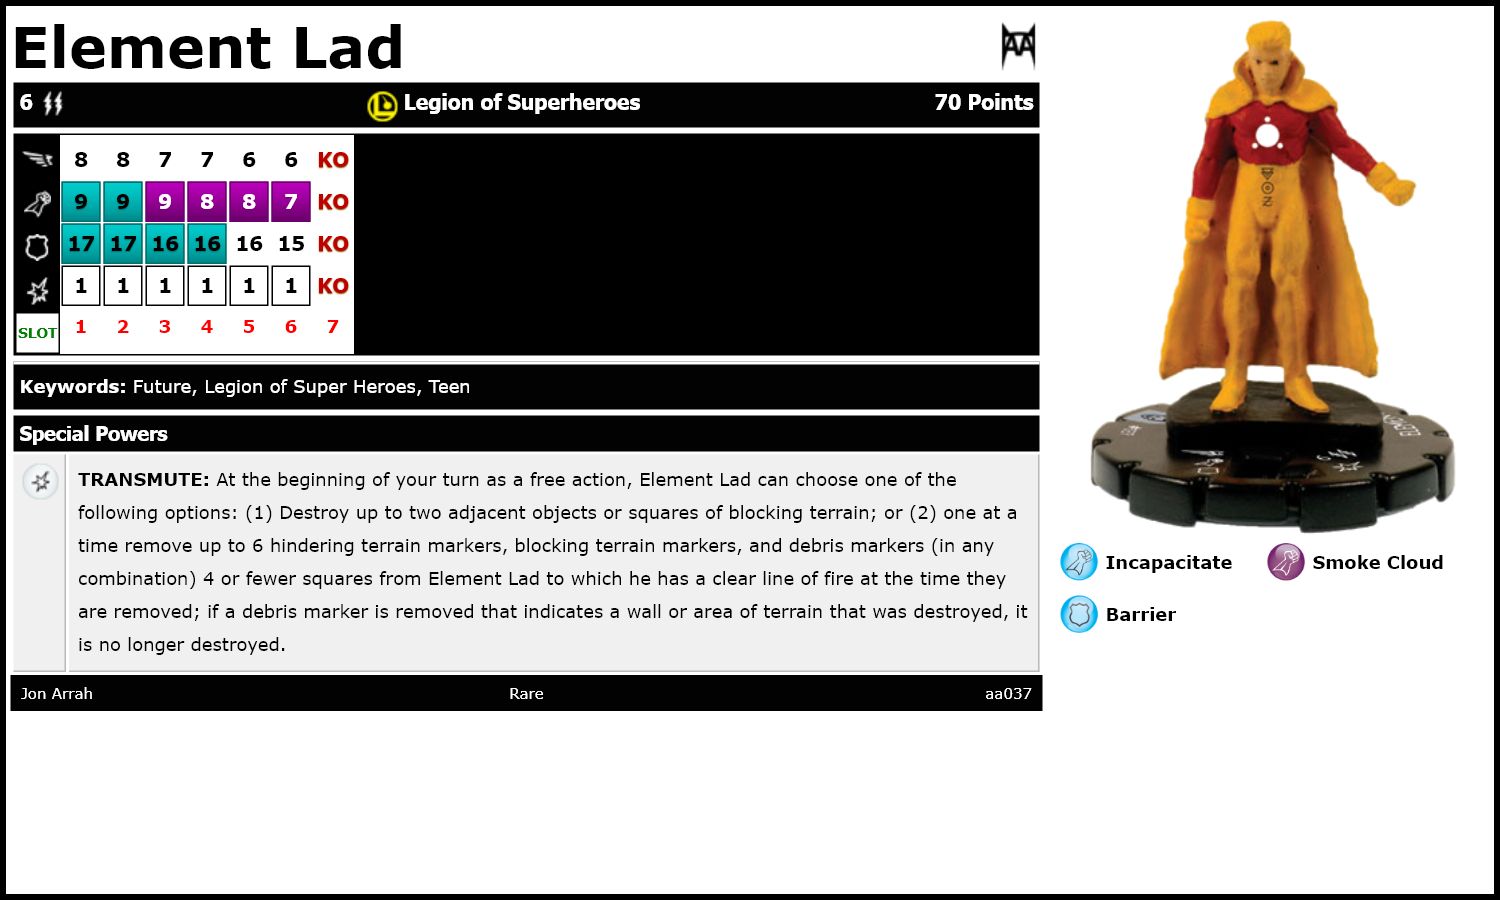 Element Lad
AA
6 Legion of Superheroes 70 Points
8 8 7 7 6 6 KO
9 9 9 8 8 7 KO
17 17 16 16 16 15 KO
1 1 1 1 1 1 KO
SLOT 1 2 3 4 5 6 7
Keywords: Future, Legion of Super Heroes, Teen
Special Powers
TRANSMUTE: At the beginning of your turn as a free action, Element Lad can choose one of the
following options: (1) Destroy up to two adjacent objects or squares of blocking terrain; or (2) one at a
time remove up to 6 hindering terrain markers, blocking terrain markers, and debris markers (in any
combination) 4 or fewer squares from Element Lad to which he has a clear line of fire at the time they
are removed; if a debris marker is removed that indicates a wall or area of terrain that was destroyed, it
is no longer destroyed.
Jon Arrah Rare aa037
Incapacitate Smoke Cloud
Barrier